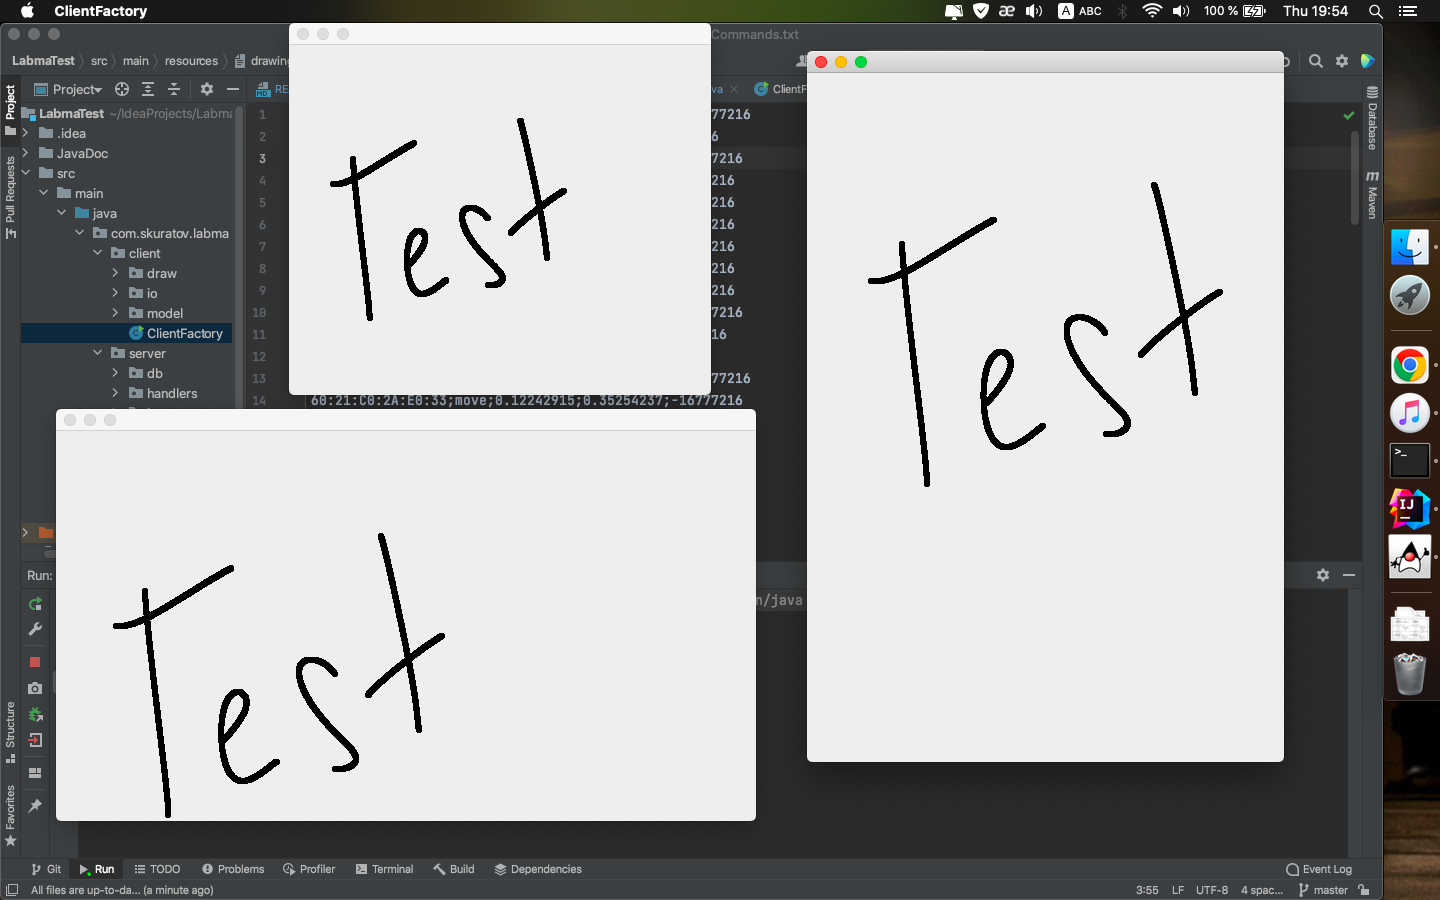 ClientFactory
ABC
100 %
Thu 19:54
Commands.txt
LabmaTest
src
main
resources
drawin
Project
LabmaTest ~/IdeaProjects/Labma
.idea
JavaDoc
src
main
java
com.skuratov.labma
client
draw
io
model
ClientFactory
server
db
handlers
Project
Pull Requests
Structure
Favorites
MD
RE
va
ClientF
1
2
3
4
5
6
7
8
9
10
11
12
13
14
77216
6
7216
216
216
216
216
216
216
7216
16
77216
60:21:C0:2A:E0:33;move;0.12242915;0.35254237;-16777216
Test
Test
Test
Database
m
Maven
IJ
Run:
n/java
Git
Run
TODO
Problems
Profiler
Terminal
Build
Dependencies
Event Log
All files are up-to-da... (a minute ago)
3:55
LF
UTF-8
4 spac...
master